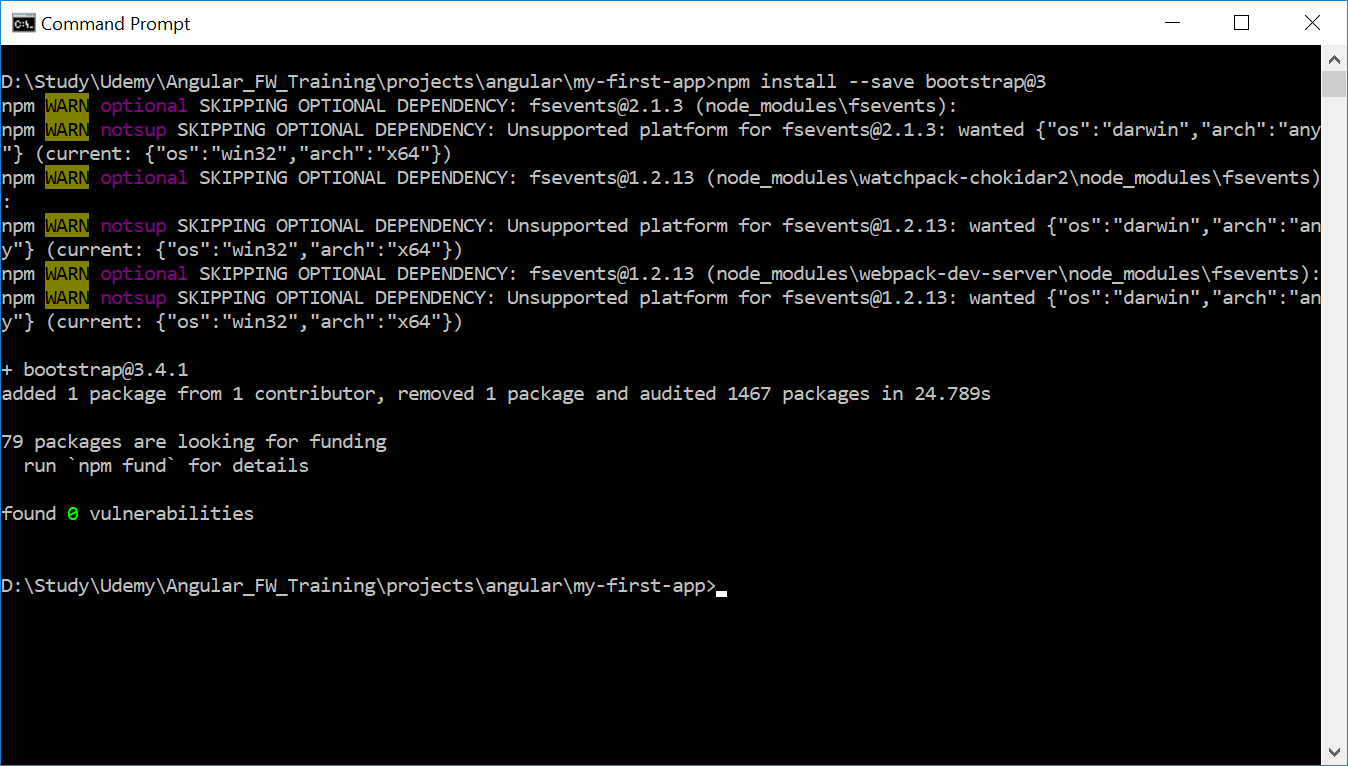 Command Prompt
D:\Study\Udemy\Angular_FW_Training\projects\angular\my-first-app>npm install --save bootstrap@3
npm WARN optional SKIPPING OPTIONAL DEPENDENCY: fsevents@2.1.3 (node_modules\fsevents):
npm WARN notsup SKIPPING OPTIONAL DEPENDENCY: Unsupported platform for fsevents@2.1.3: wanted {"os":"darwin","arch":"any
"} (current: {"os":"win32","arch":"x64"})
npm WARN optional SKIPPING OPTIONAL DEPENDENCY: fsevents@1.2.13 (node_modules\watchpack-chokidar2\node_modules\fsevents)
:
npm WARN notsup SKIPPING OPTIONAL DEPENDENCY: Unsupported platform for fsevents@1.2.13: wanted {"os":"darwin","arch":"an
y"} (current: {"os":"win32","arch":"x64"})
npm WARN optional SKIPPING OPTIONAL DEPENDENCY: fsevents@1.2.13 (node_modules\webpack-dev-server\node_modules\fsevents):
npm WARN notsup SKIPPING OPTIONAL DEPENDENCY: Unsupported platform for fsevents@1.2.13: wanted {"os":"darwin","arch":"an
y"} (current: {"os":"win32","arch":"x64"})
+ bootstrap@3.4.1
added 1 package from 1 contributor, removed 1 package and audited 1467 packages in 24.789s
79 packages are looking for funding
  run `npm fund` for details
found 0 vulnerabilities
D:\Study\Udemy\Angular_FW_Training\projects\angular\my-first-app>